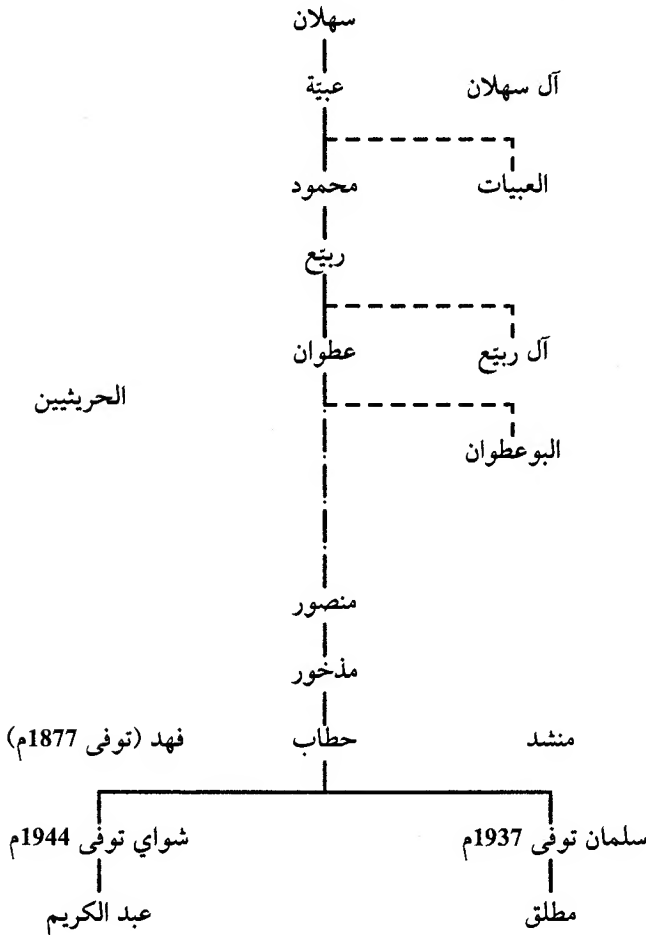 سهلان
آل سهلان
عبيّة
العبيات
محمود
ربيّع
آل ربيّع
عطوان
الحريثيين
البوعطوان
منصور
مذخور
منشد
حطاب
فهد (توفى 1877م)
سلمان توفى 1937م
شواي توفى 1944م
مطلق
عبد الكريم